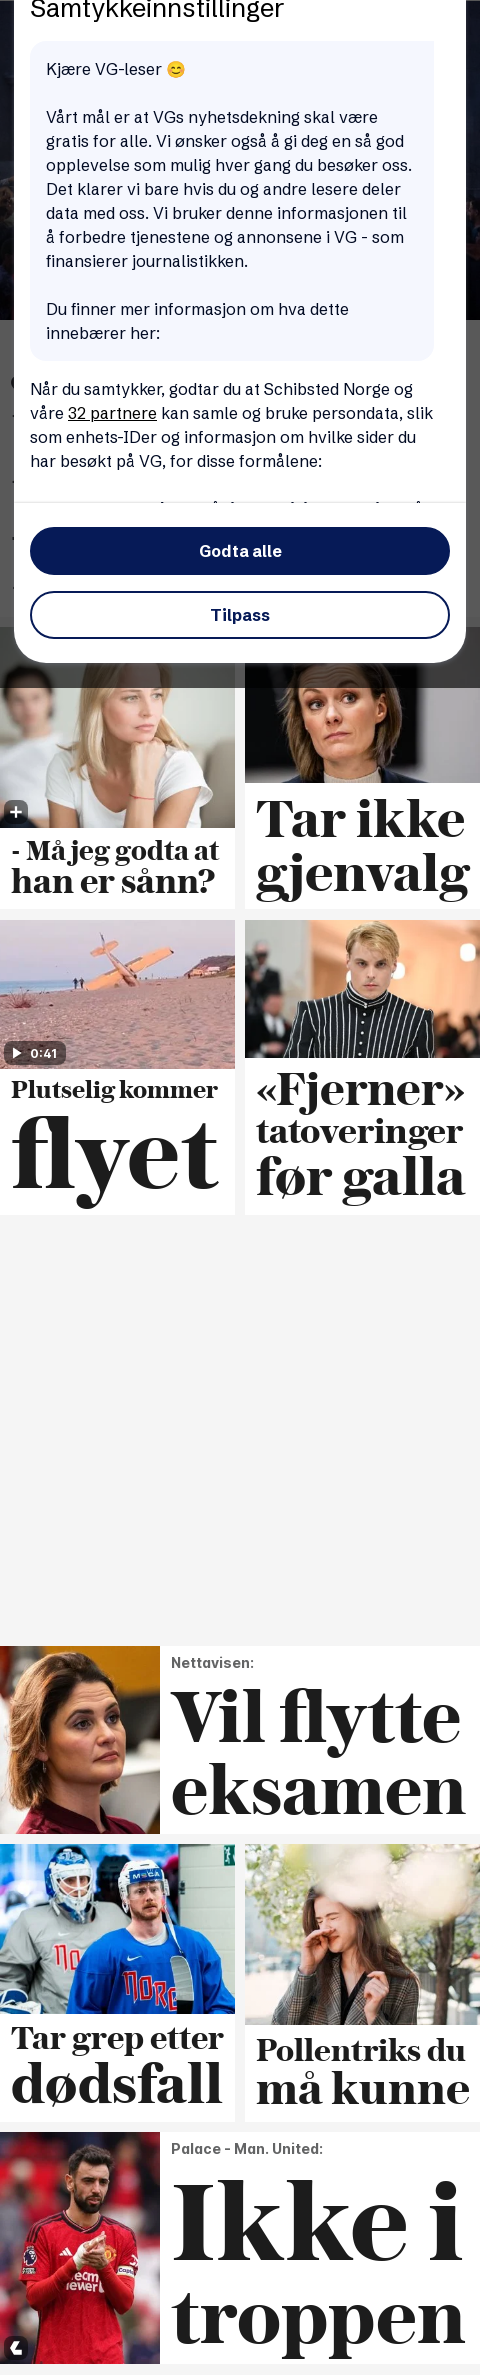 Samtykkeinnstillinger
Kjære VG-leser 😊
Vårt mål er at VGs nyhetsdekning skal være
gratis for alle. Vi ønsker også å gi deg en så god
opplevelse som mulig hver gang du besøker oss.
Det klarer vi bare hvis du og andre lesere deler
data med oss. Vi bruker denne informasjonen til
å forbedre tjenestene og annonsene i VG - som
finansierer journalistikken.
Du finner mer informasjon om hva dette
innebærer her:
Når du samtykker, godtar du at Schibsted Norge og
våre 32 partnere kan samle og bruke persondata, slik
som enhets-IDer og informasjon om hvilke sider du
har besøkt på VG, for disse formålene:
Godta alle
Tilpass
- Må jeg godta at
han er sånn?
Tar ikke
gjenvalg
0:41
Plutselig kommer
flyet
«Fjerner»
tatoveringer
før galla
Nettavisen:
Vil flytte
eksamen
Tar grep etter
dødsfall
Pollentriks du
må kunne
Palace - Man. United:
Ikke i
troppen